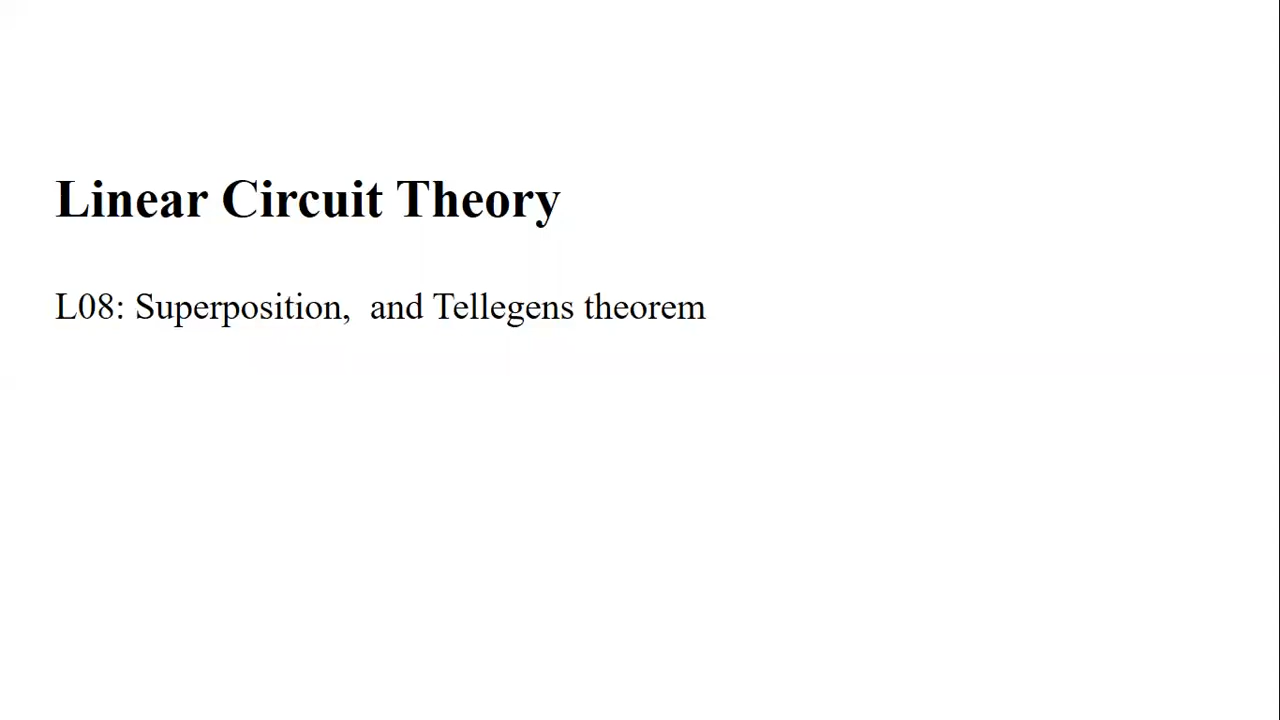 Linear Circuit Theory
L08: Superposition,  and Tellegens theorem